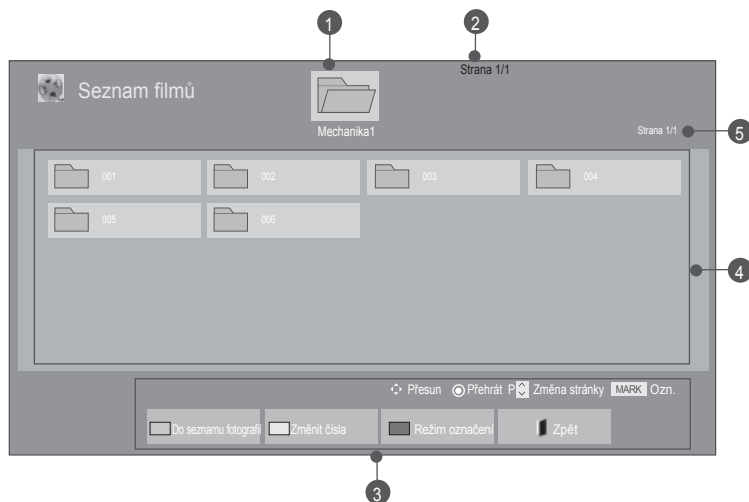 1
2
Strana 1/1
Seznam filmů
Mechanika1
Strana 1/1
5
001
002
003
004
005
006
4
Přesun Přehrát P Změna stránky MARK Ozn.
Do seznamu fotografií Změnit čísla Režim označení Zpět
3